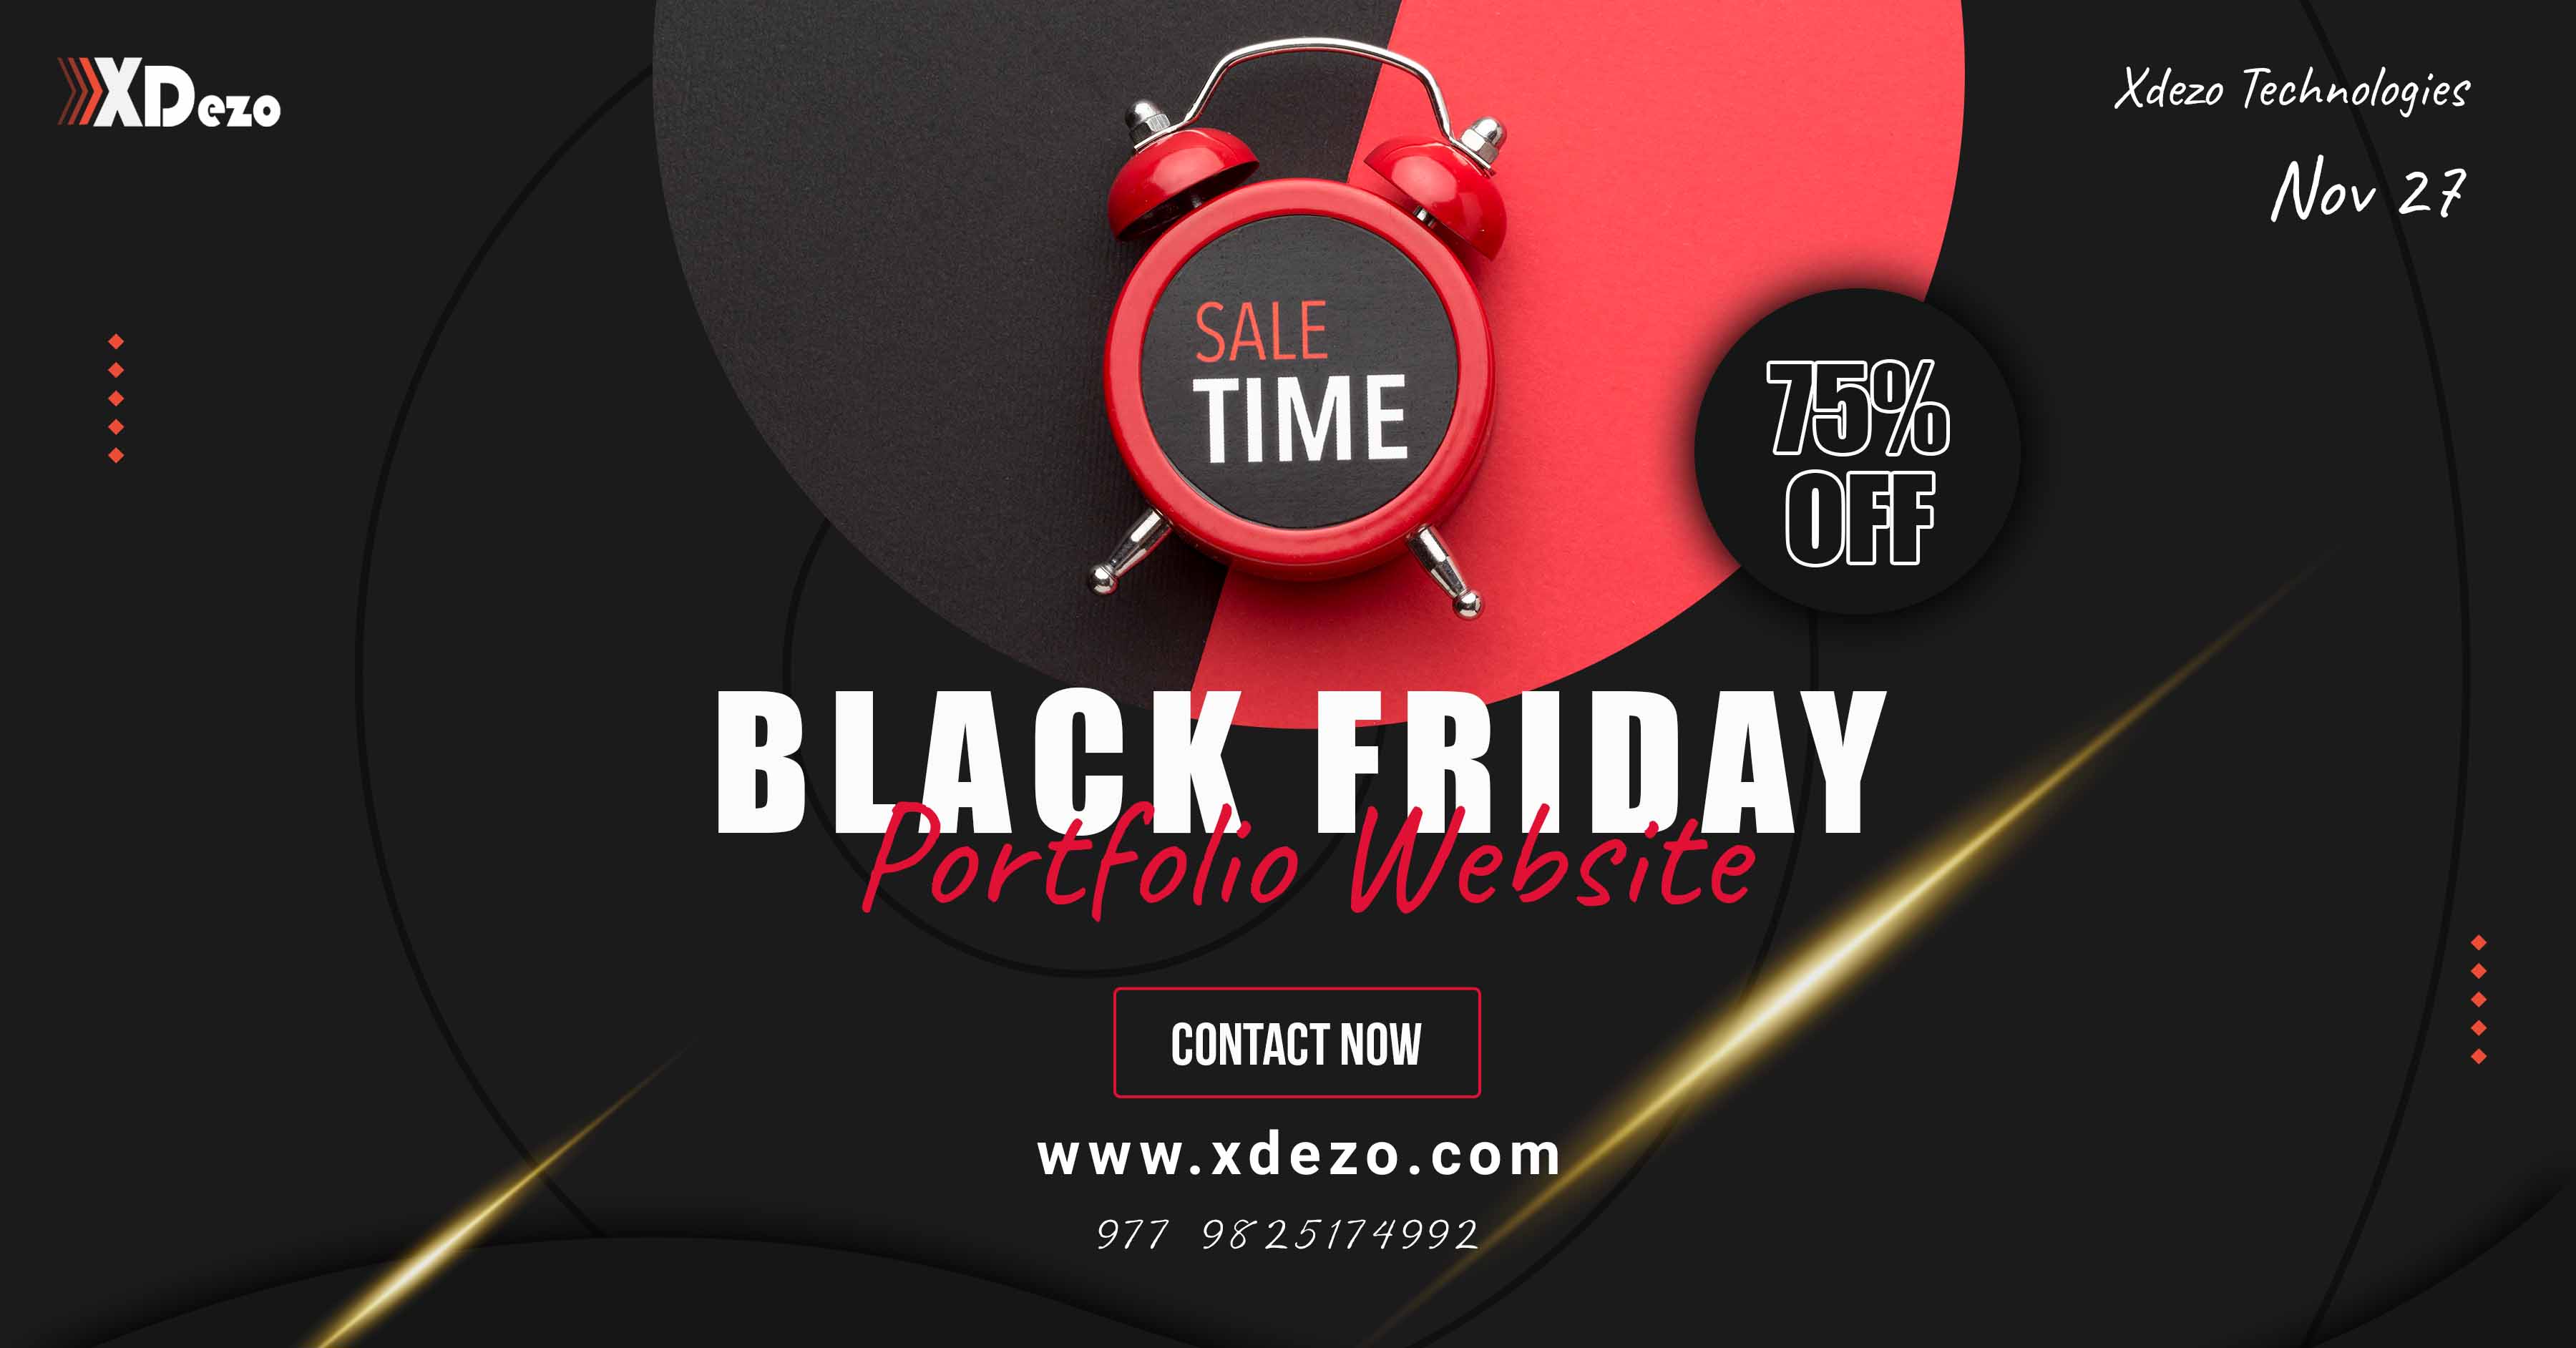 XDezo
Xdezo Technologies
Nov 27
SALE
TIME
75%
OFF
BLACK FRIDAY
Portfolio Website
CONTACT NOW
www.xdezo.com
977 9825174992